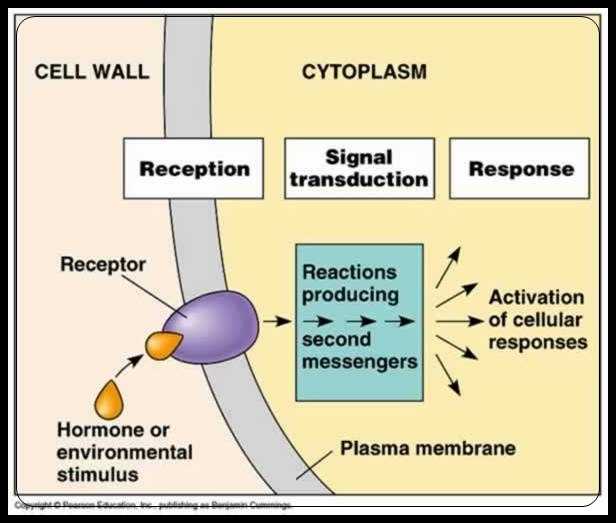 CELL WALL
CYTOPLASM
Reception
Signal
transduction
Response
Receptor
Reactions
producing
second
messengers
Activation
of cellular
responses
Hormone or
environmental
stimulus
Plasma membrane
Copyright © Pearson Education, Inc., publishing as Benjamin Cummings.